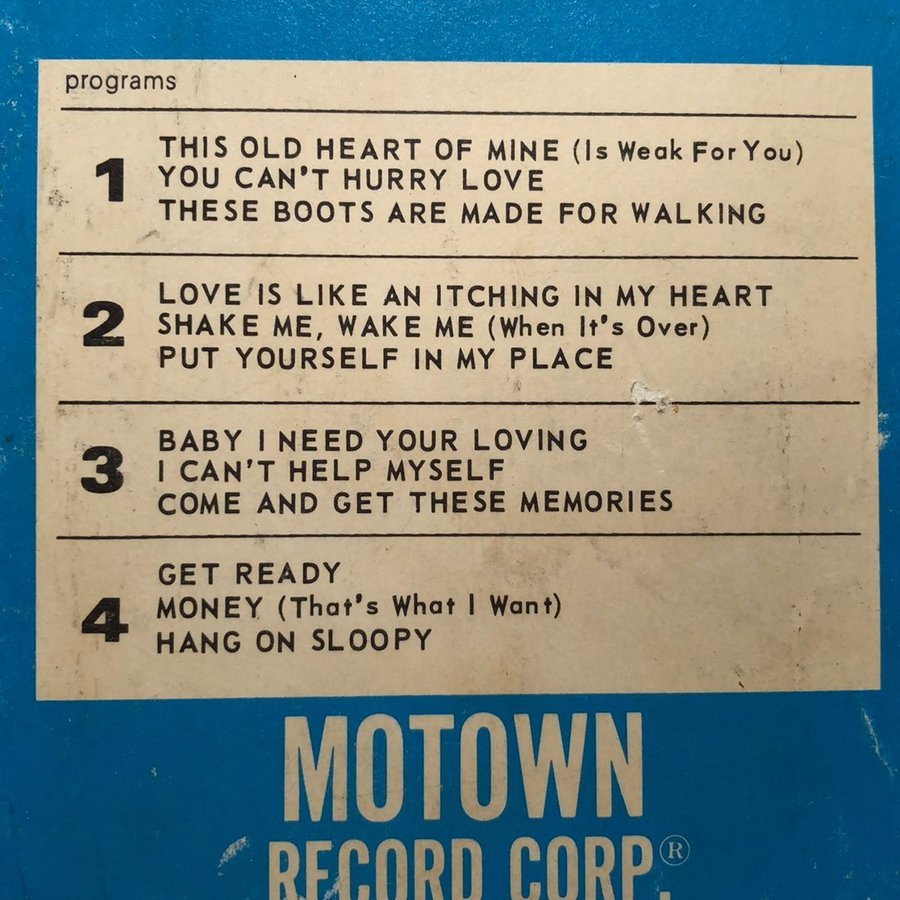 programs
1
THIS OLD HEART OF MINE (Is Weak For You)
YOU CAN'T HURRY LOVE
THESE BOOTS ARE MADE FOR WALKING
2
LOVE IS LIKE AN ITCHING IN MY HEART
SHAKE ME, WAKE ME (When It's Over)
PUT YOURSELF IN MY PLACE
3
BABY I NEED YOUR LOVING
I CAN'T HELP MYSELF
COME AND GET THESE MEMORIES
4
GET READY
MONEY (That's What I Want)
HANG ON SLOOPY
MOTOWN
RECORD CORP.®